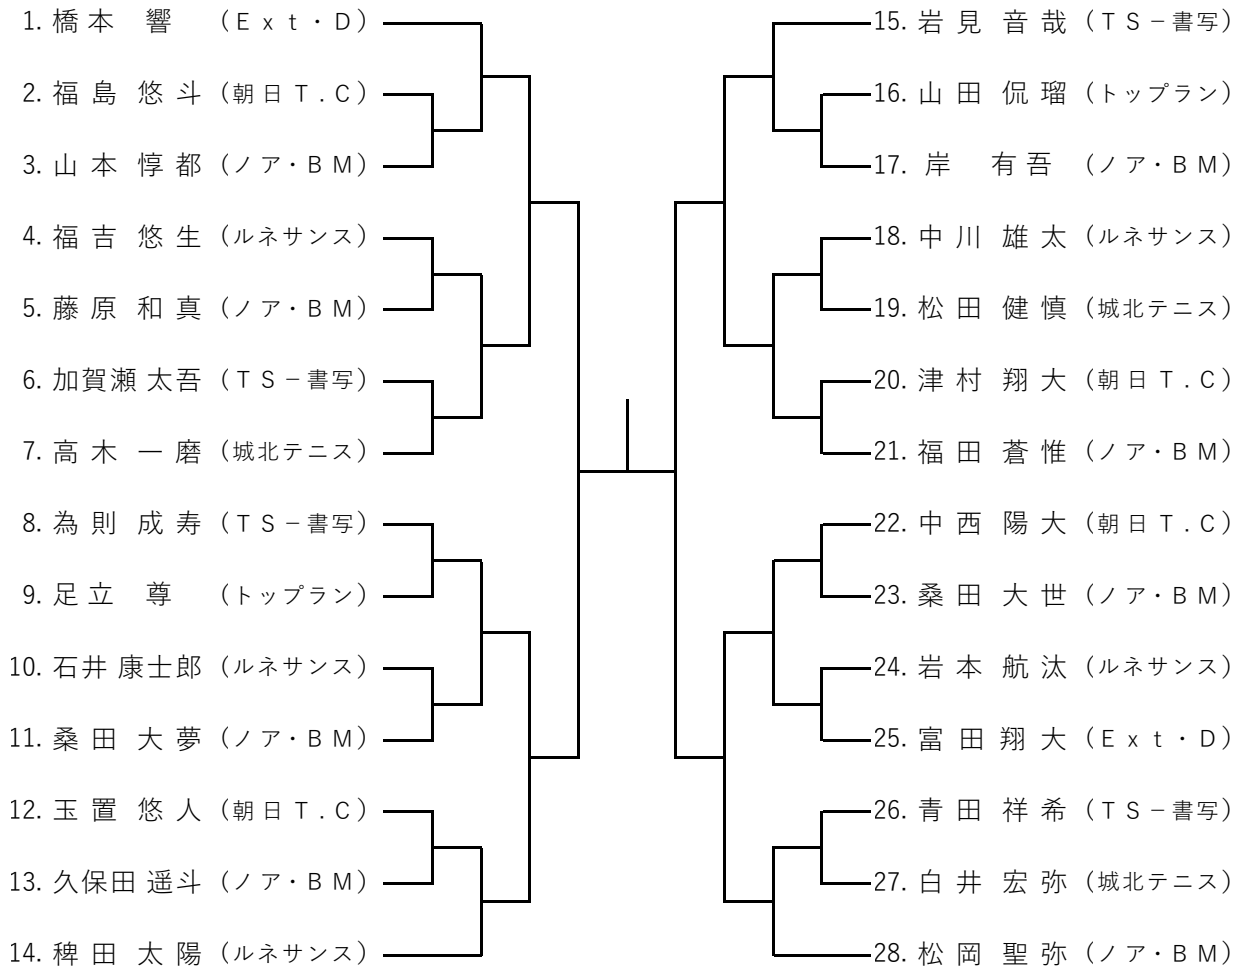 1. 橋本 響 (Ext・D)
2. 福島 悠斗 (朝日T.C)
3. 山本 惇都 (ノア・BM)
4. 福吉 悠生 (ルネサンス)
5. 藤原 和真 (ノア・BM)
6. 加賀瀬 太吾 (TS－書写)
7. 高木 一磨 (城北テニス)
8. 為則 成寿 (TS－書写)
9. 足立 尊 (トップラン)
10. 石井 康士郎 (ルネサンス)
11. 桑田 大夢 (ノア・BM)
12. 玉置 悠人 (朝日T.C)
13. 久保田 遥斗 (ノア・BM)
14. 稗田 太陽 (ルネサンス)
15. 岩見 音哉 (TS－書写)
16. 山田 侃瑠 (トップラン)
17. 岸 有吾 (ノア・BM)
18. 中川 雄太 (ルネサンス)
19. 松田 健慎 (城北テニス)
20. 津村 翔大 (朝日T.C)
21. 福田 蒼惟 (ノア・BM)
22. 中西 陽大 (朝日T.C)
23. 桑田 大世 (ノア・BM)
24. 岩本 航汰 (ルネサンス)
25. 富田 翔大 (Ext・D)
26. 青田 祥希 (TS－書写)
27. 白井 宏弥 (城北テニス)
28. 松岡 聖弥 (ノア・BM)